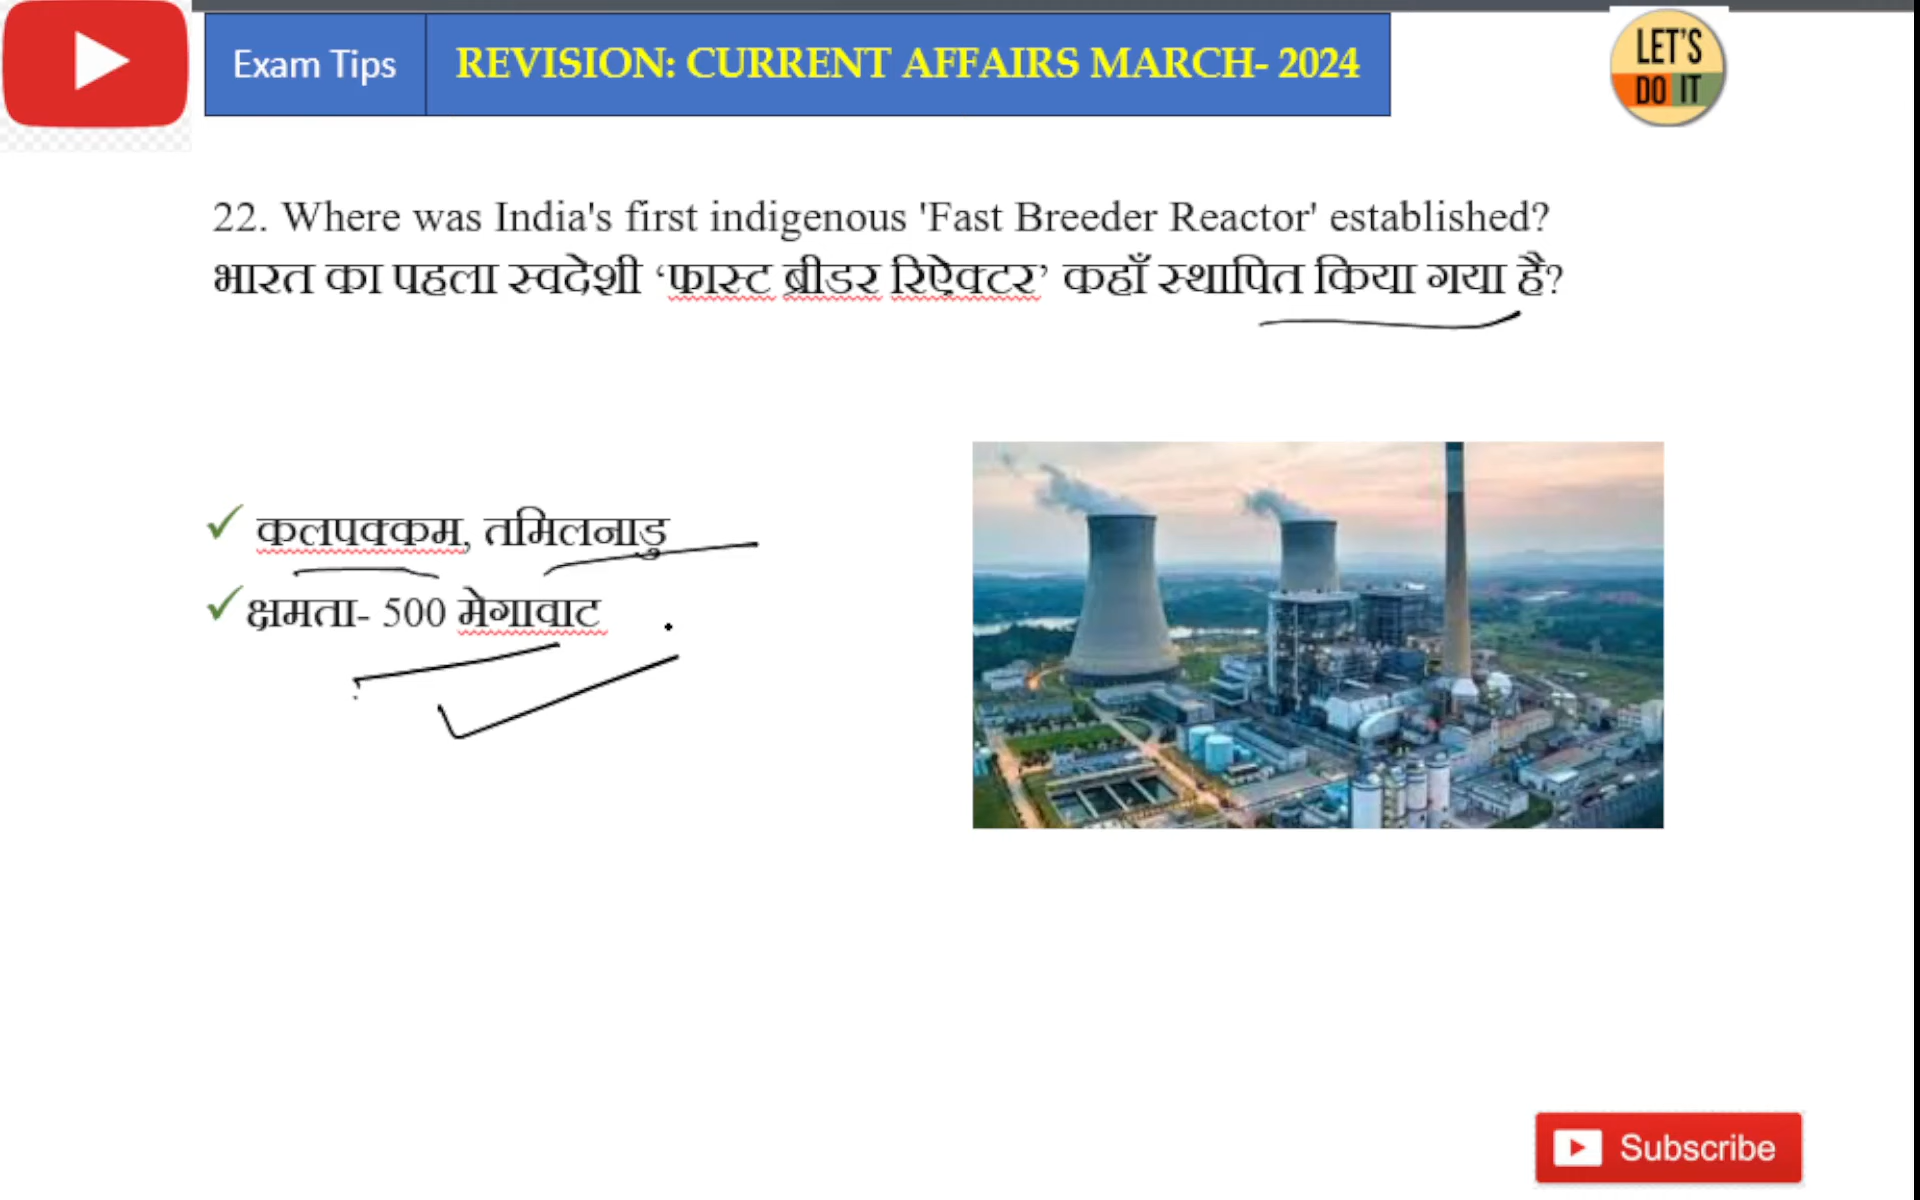 Exam Tips
REVISION: CURRENT AFFAIRS MARCH- 2024
LET'S
DO IT
22. Where was India's first indigenous 'Fast Breeder Reactor' established?
भारत का पहला स्वदेशी ‘फास्ट ब्रीडर रिऐक्टर’ कहाँ स्थापित किया गया है?
कलपक्कम, तमिलनाडु
क्षमता- 500 मेगावाट
Subscribe